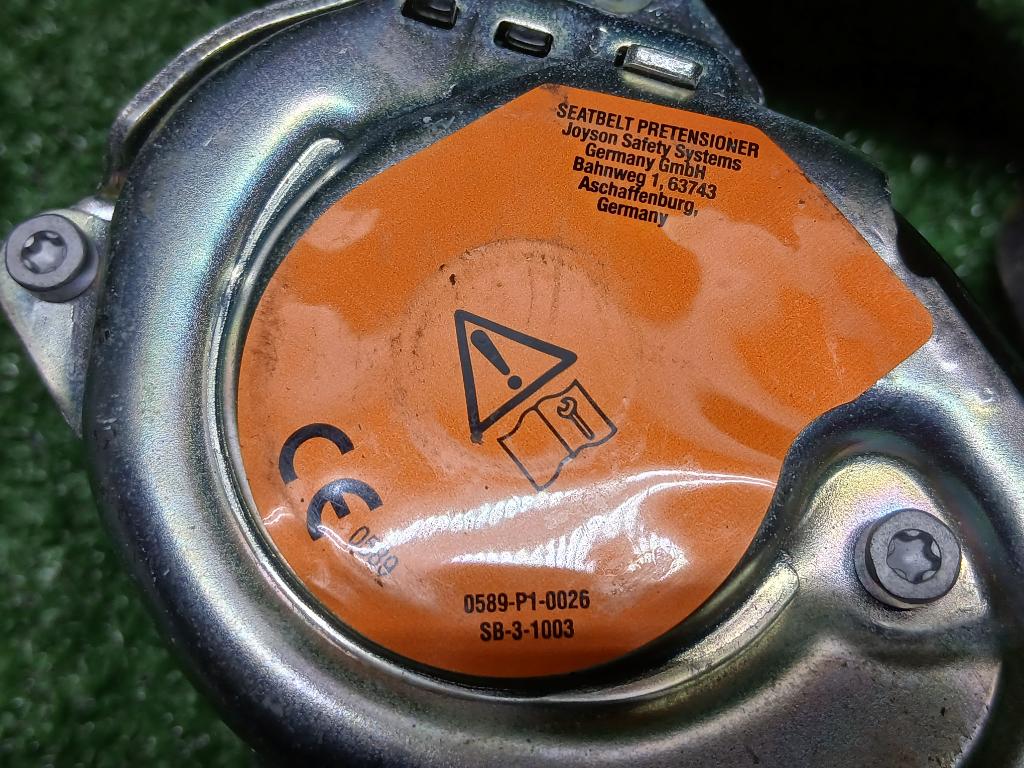 SEATBELT PRETENSIONER
Joyson Safety Systems
Germany GmbH
Bahnweg 1, 63743
Aschaffenburg,
Germany
CE
0589
0589-P1-0026
SB-3-1003